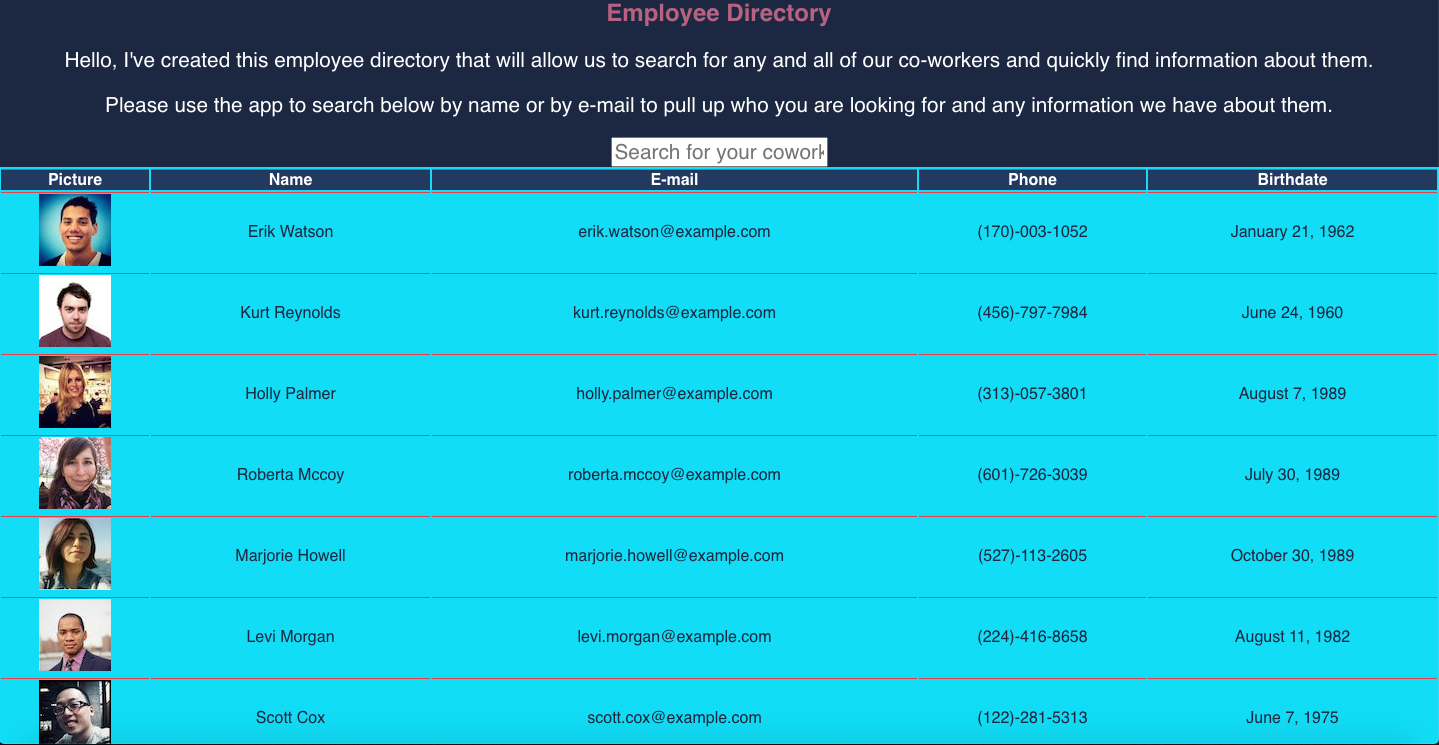 Employee Directory
Hello, I've created this employee directory that will allow us to search for any and all of our co-workers and quickly find information about them.
Please use the app to search below by name or by e-mail to pull up who you are looking for and any information we have about them.
Search for your cowork
Picture Name E-mail Phone Birthdate
Erik Watson erik.watson@example.com (170)-003-1052 January 21, 1962
Kurt Reynolds kurt.reynolds@example.com (456)-797-7984 June 24, 1960
Holly Palmer holly.palmer@example.com (313)-057-3801 August 7, 1989
Roberta Mccoy roberta.mccoy@example.com (601)-726-3039 July 30, 1989
Marjorie Howell marjorie.howell@example.com (527)-113-2605 October 30, 1989
Levi Morgan levi.morgan@example.com (224)-416-8658 August 11, 1982
Scott Cox scott.cox@example.com (122)-281-5313 June 7, 1975